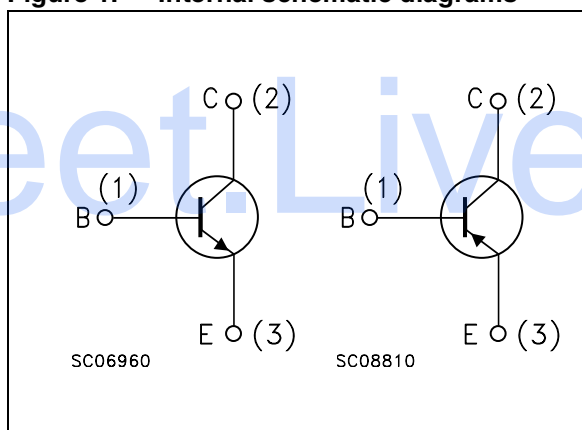 Figure 1. Internal schematic diagrams
eet.Live
C (2)
(1)
B
E (3)
SC06960
C (2)
(1)
B
E (3)
SC08810